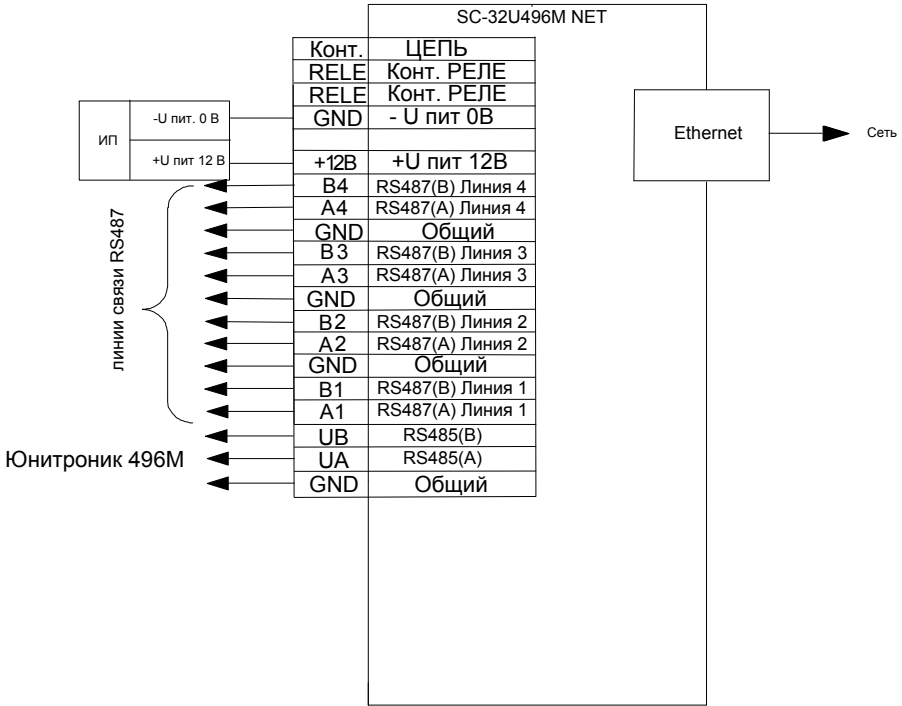 SC-32U496M NET
Конт. ЦЕПЬ
RELE Конт. РЕЛЕ
RELE Конт. РЕЛЕ
GND - U пит 0В
+12В +U пит 12В
B4 RS487(B) Линия 4
A4 RS487(A) Линия 4
GND Общий
B3 RS487(B) Линия 3
A3 RS487(A) Линия 3
GND Общий
B2 RS487(B) Линия 2
A2 RS487(A) Линия 2
GND Общий
B1 RS487(B) Линия 1
A1 RS487(A) Линия 1
UB RS485(B)
UA RS485(A)
GND Общий
ИП
-U пит. 0 В
+U пит 12 В
линии связи RS487
Юнитроник 496М
Ethernet
Сеть